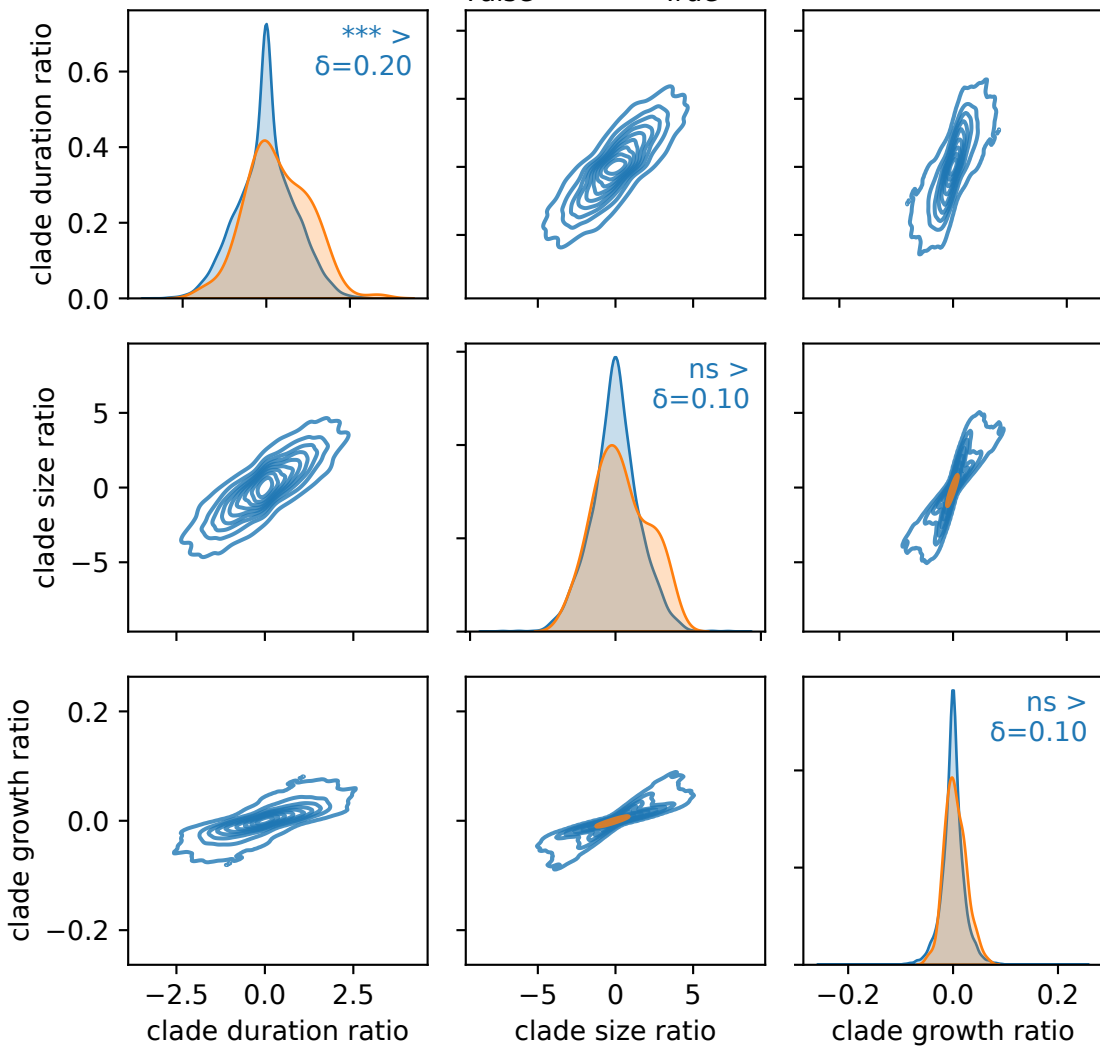 clade duration ratio
0.6
0.4
0.2
0.0
*** >
δ=0.20
clade size ratio
5
0
−5
ns >
δ=0.10
clade growth ratio
0.2
0.0
−0.2
ns >
δ=0.10
−2.5 0.0 2.5
−5 0 5
−0.2 0.0 0.2
clade duration ratio
clade size ratio
clade growth ratio